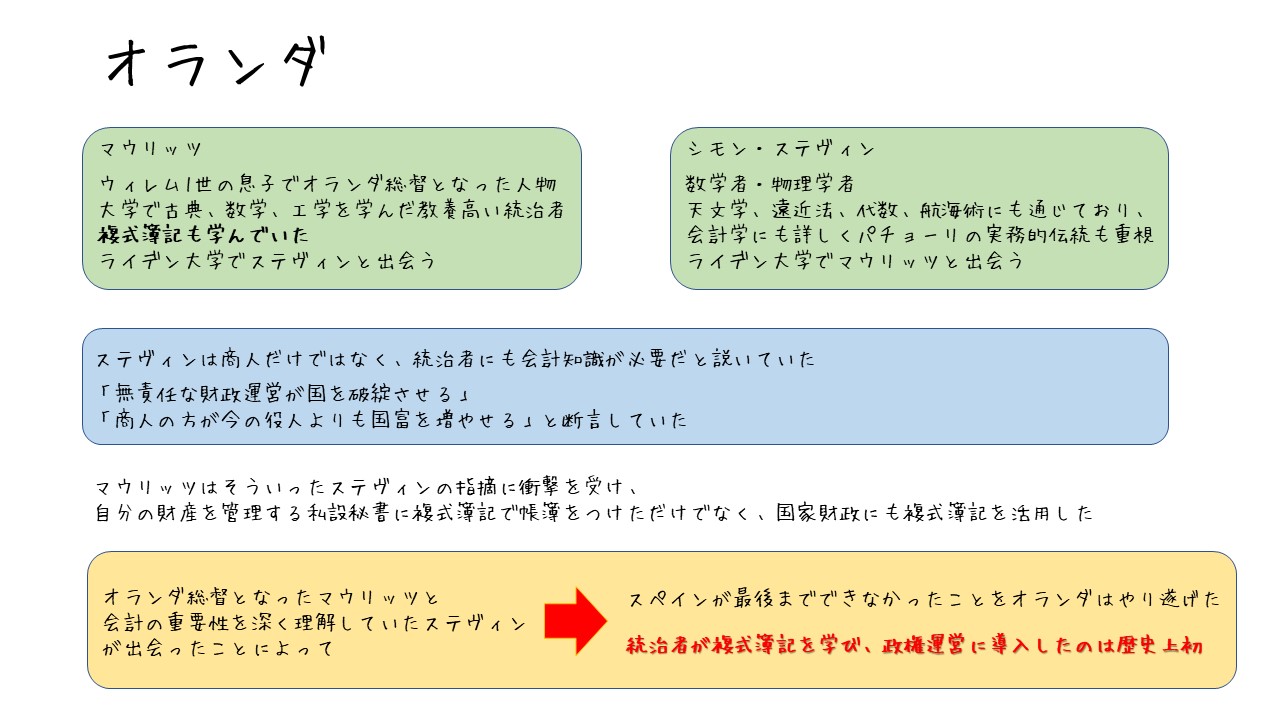 オランダ
マウリッツ
ウィレム1世の息子でオランダ総督となった人物
大学で古典、数学、工学を学んだ教養高い統治者
複式簿記も学んでいた
ライデン大学でステヴィンと出会う
シモン・ステヴィン
数学者・物理学者
天文学、遠近法、代数、航海術にも通じており、
会計学にも詳しくパチョーリの実務的伝統も重視
ライデン大学でマウリッツと出会う
ステヴィンは商人だけではなく、統治者にも会計知識が必要だと説いていた
「無責任な財政運営が国を破綻させる」
「商人の方が今の役人よりも国富を増やせる」と断言していた
マウリッツはそういったステヴィンの指摘に衝撃を受け、
自分の財産を管理する私設秘書に複式簿記で帳簿をつけただけでなく、国家財政にも複式簿記を活用した
オランダ総督となったマウリッツと
会計の重要性を深く理解していたステヴィン
が出会ったことによって
スペインが最後までできなかったことをオランダはやり遂げた
統治者が複式簿記を学び、政権運営に導入したのは歴史上初